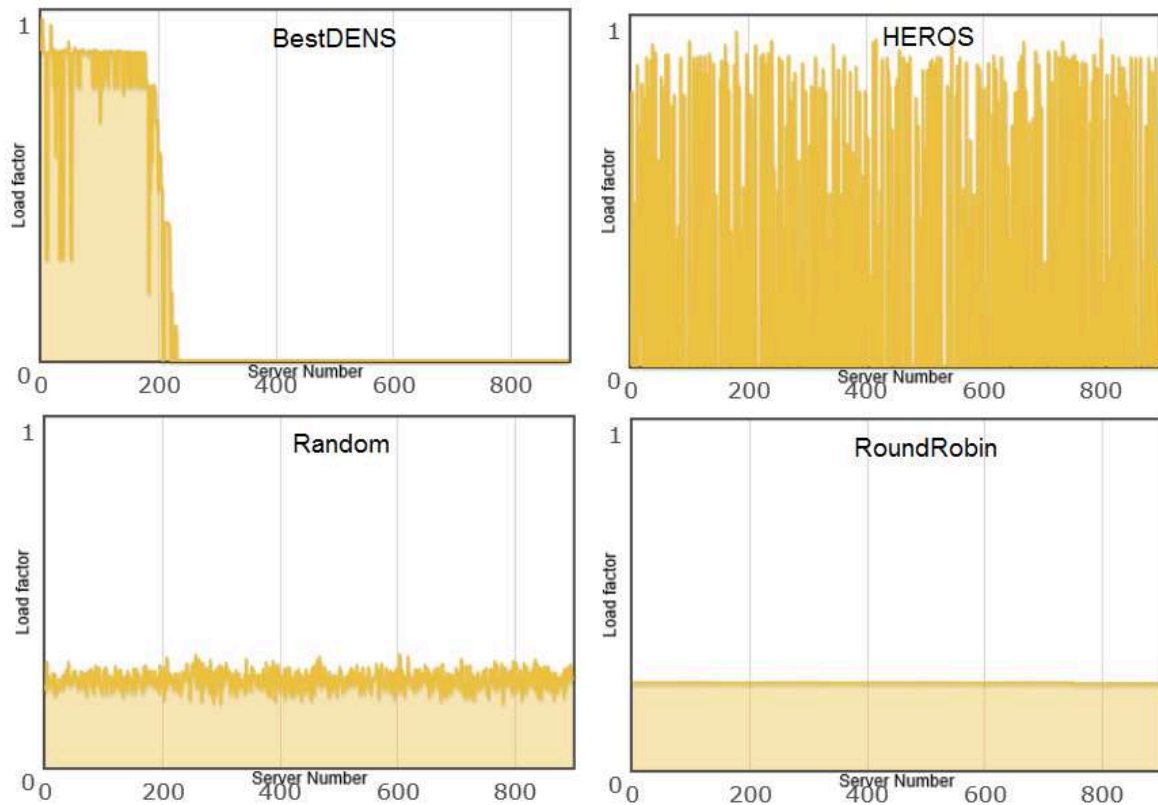 BestDENS
1
Load factor
0
0 200 400 600 800
Server Number
HEROS
1
Load factor
0
200 400 600 800
Server Number
Random
1
Load factor
0
0 200 400 600 800
Server Number
RoundRobin
1
Load factor
0
200 400 600 800
Server Number